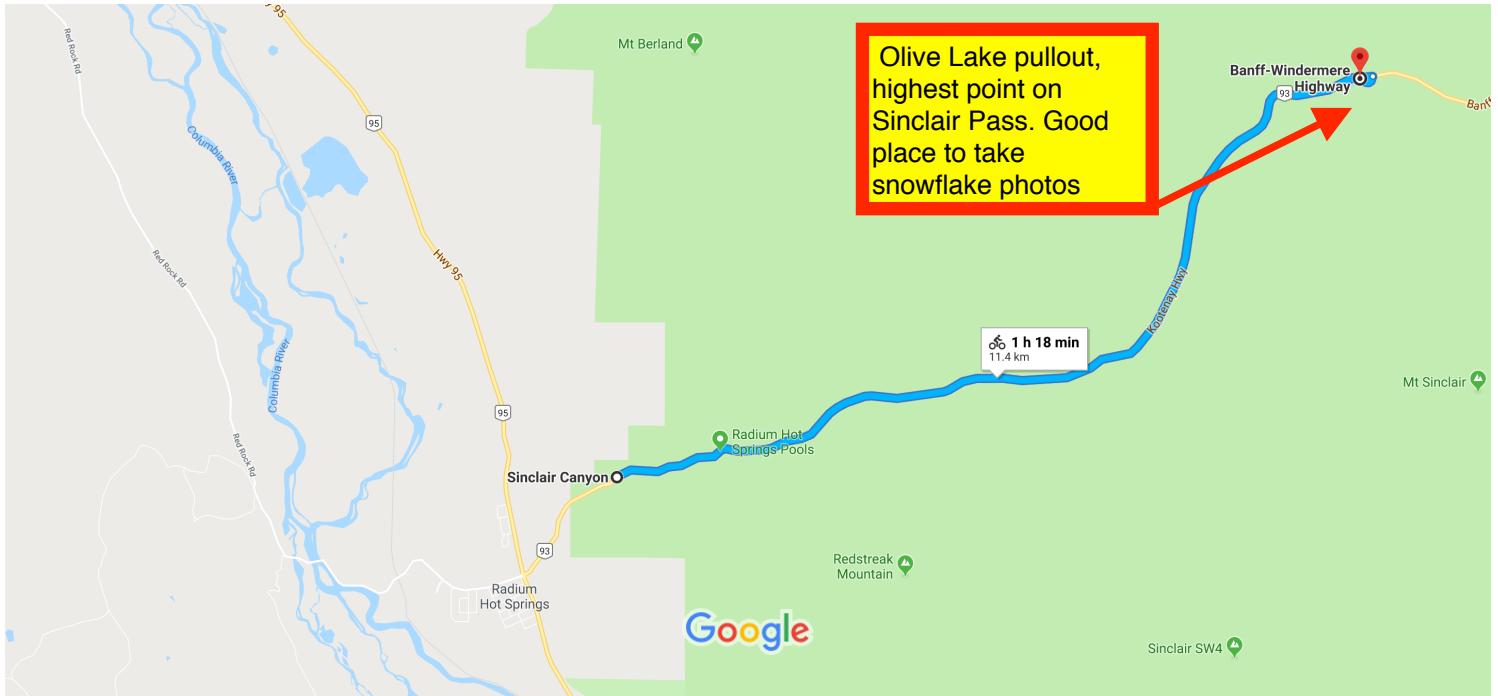 Hwy 95
Red Rock Rd
Mt Berland
Olive Lake pullout,
highest point on
Sinclair Pass. Good
place to take
snowflake photos
Banff-Windermere
Highway
93
95
Columbia River
Red Rock Rd
Hwy 95
Kootenay Hwy
1 h 18 min
11.4 km
Columbia River
Mt Sinclair
95
Red Rock Rd
Radium Hot
Springs Pools
Sinclair Canyon
93
Redstreak
Mountain
Radium
Hot Springs
Google
Sinclair SW4